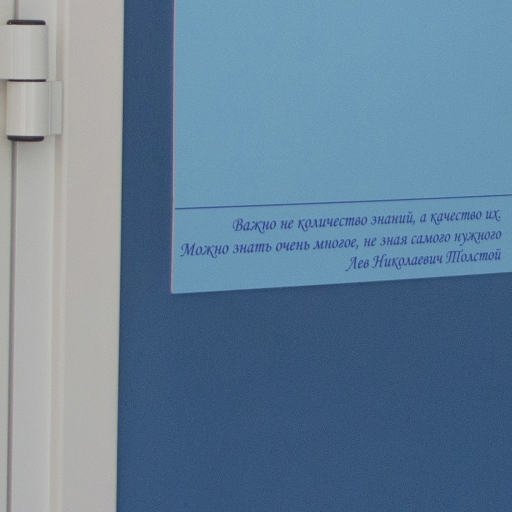 Важно не количество знаний, а качество их.
Можно знать очень многое, не зная самого нужного
Лев Николаевич Толстой